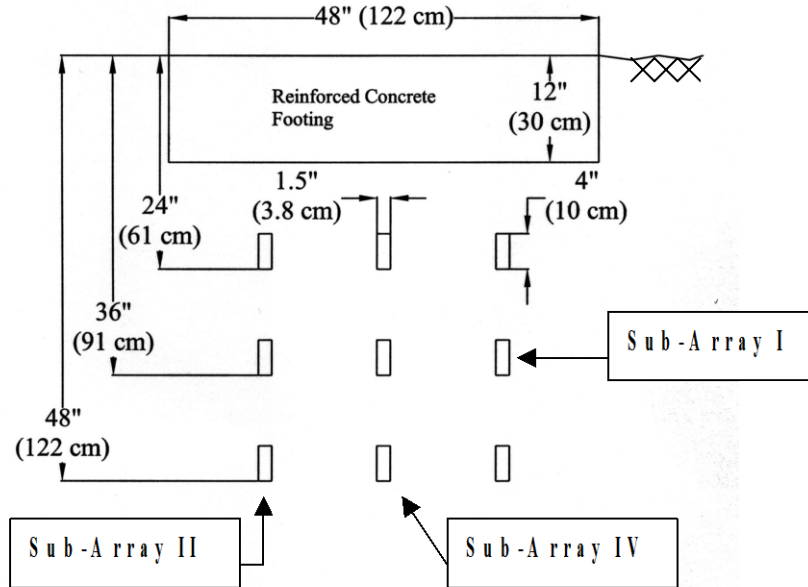 48" (122 cm)
Reinforced Concrete
Footing
12"
(30 cm)
1.5"
(3.8 cm)
4"
(10 cm)
24"
(61 cm)
36"
(91 cm)
Sub-Array I
48"
(122 cm)
Sub-Array II
Sub-Array IV